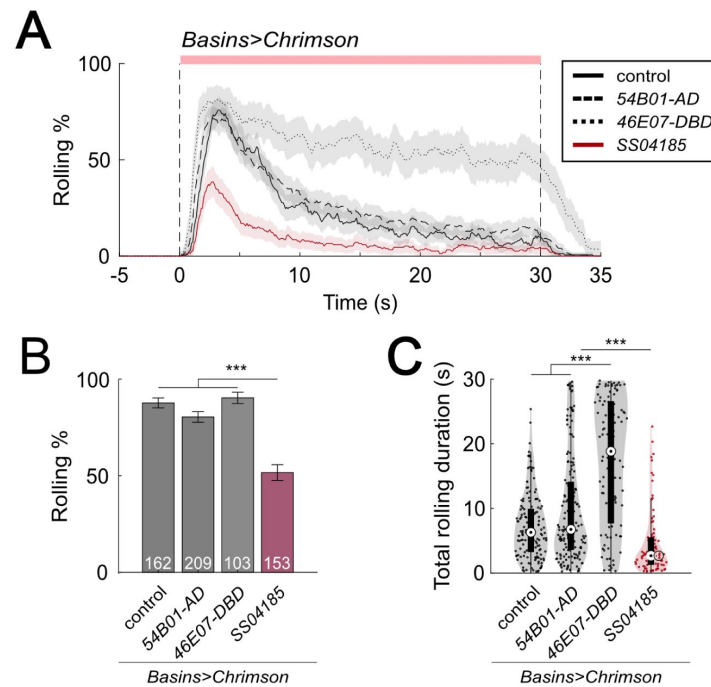 A
Basins>Chrimson
100
50
0
Rolling %
-5
0
5
10
20
30
35
Time (s)
control
54B01-AD
46E07-DBD
SS04185
B
100
50
0
Rolling %
***
162
209
103
153
control
54B01-AD
46E07-DBD
SS04185
Basins>Chrimson
C
30
20
10
0
Total rolling duration (s)
***
***
control
54B01-AD
46E07-DBD
SS04185
Basins>Chrimson